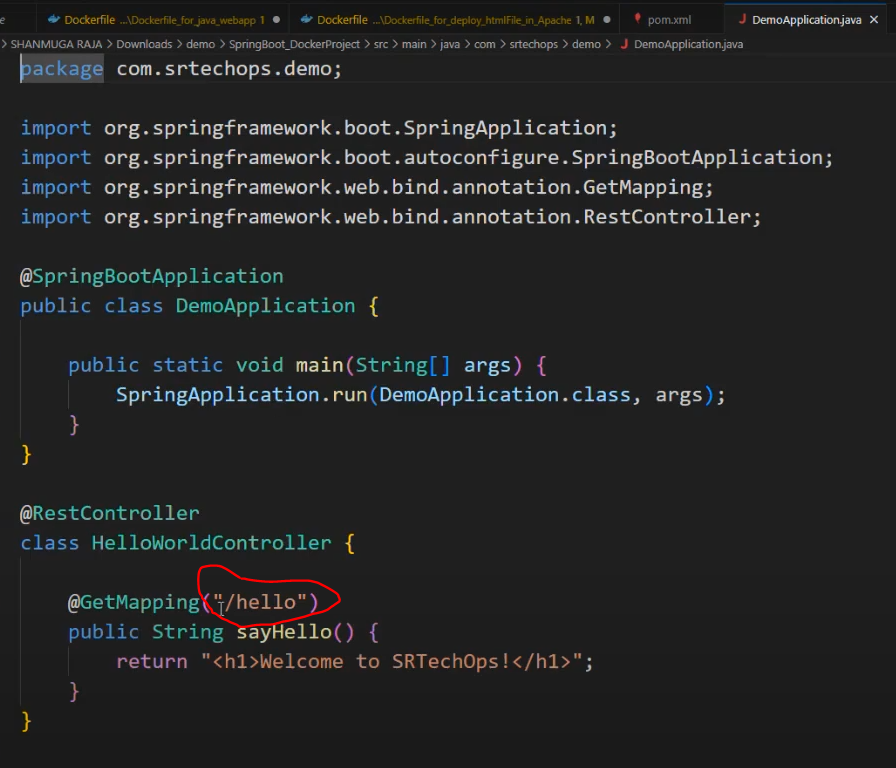 e Dockerfile ...\Dockerfile_for_java_webapp 1 Dockerfile ...\Dockerfile_for_deploy_htmlFile_in_Apache 1, M pom.xml J DemoApplication.java ×
> SHANMUGA RAJA > Downloads > demo > SpringBoot_DockerProject > src > main > java > com > srtechops > demo > J DemoApplication.java
package com.srtechops.demo;
import org.springframework.boot.SpringApplication;
import org.springframework.boot.autoconfigure.SpringBootApplication;
import org.springframework.web.bind.annotation.GetMapping;
import org.springframework.web.bind.annotation.RestController;
@SpringBootApplication
public class DemoApplication {
public static void main(String[] args) {
SpringApplication.run(DemoApplication.class, args);
}
}
@RestController
class HelloWorldController {
@GetMapping("/hello")
public String sayHello() {
return "<h1>Welcome to SRTechOps!</h1>";
}
}